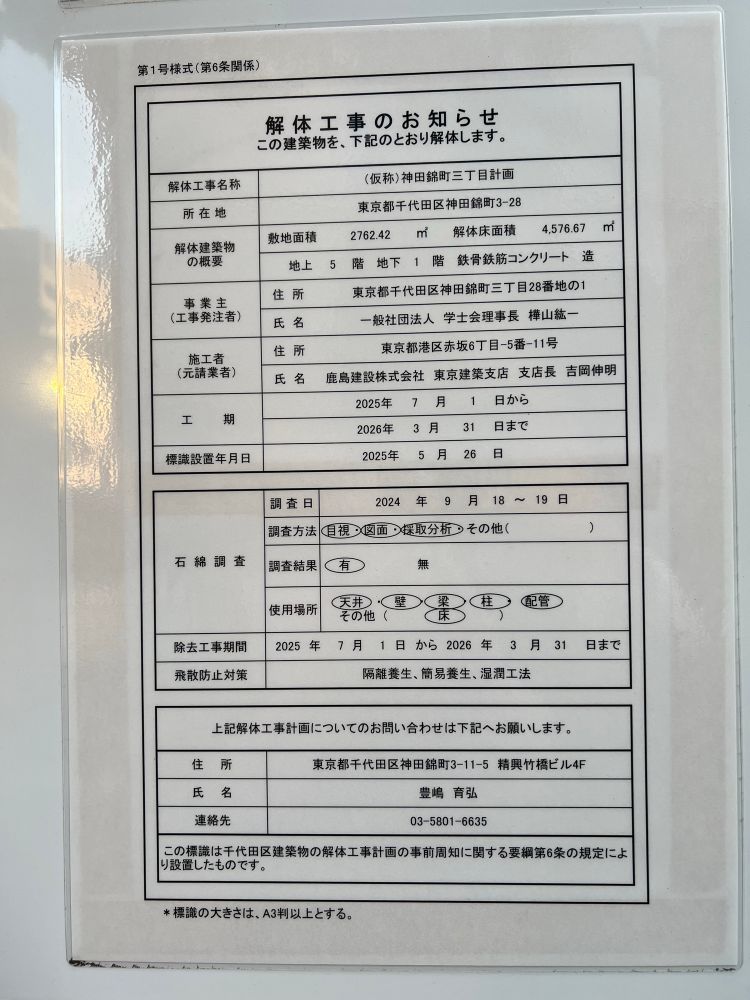 第1号様式(第6条関係)
解体工事のお知らせ
この建築物を、下記のとおり解体します。
解体工事名称 (仮称)神田錦町三丁目計画
所在地 東京都千代田区神田錦町3-28
解体建築物の概要 敷地面積 2762.42 ㎡ 解体床面積 4,576.67 ㎡
地上 5 階 地下 1 階 鉄骨鉄筋コンクリート 造
事業主(工事発注者) 住所 東京都千代田区神田錦町三丁目28番地の1
氏名 一般社団法人 学士会理事長 樺山紘一
施工者(元請業者) 住所 東京都港区赤坂6丁目-5番-11号
氏名 鹿島建設株式会社 東京建築支店 支店長 吉岡伸明
工期 2025年 7 月 1 日から
2026年 3 月 31 日まで
標識設置年月日 2025年 5 月 26 日
石綿調査 調査日 2024 年 9 月 18 ～ 19 日
調査方法 目視・図面・採取分析・その他( )
調査結果 有 無
使用場所 天井・壁・梁・柱・配管
その他 ( 床 )
除去工事期間 2025 年 7 月 1 日 から 2026 年 3 月 31 日まで
飛散防止対策 隔離養生、簡易養生、湿潤工法
上記解体工事計画についてのお問い合わせは下記へお願いします。
住所 東京都千代田区神田錦町3-11-5 精興竹橋ビル4F
氏名 豊嶋 育弘
連絡先 03-5801-6635
この標識は千代田区建築物の解体工事計画の事前周知に関する要綱第6条の規定によ
り設置したものです。
＊標識の大きさは、A3判以上とする。